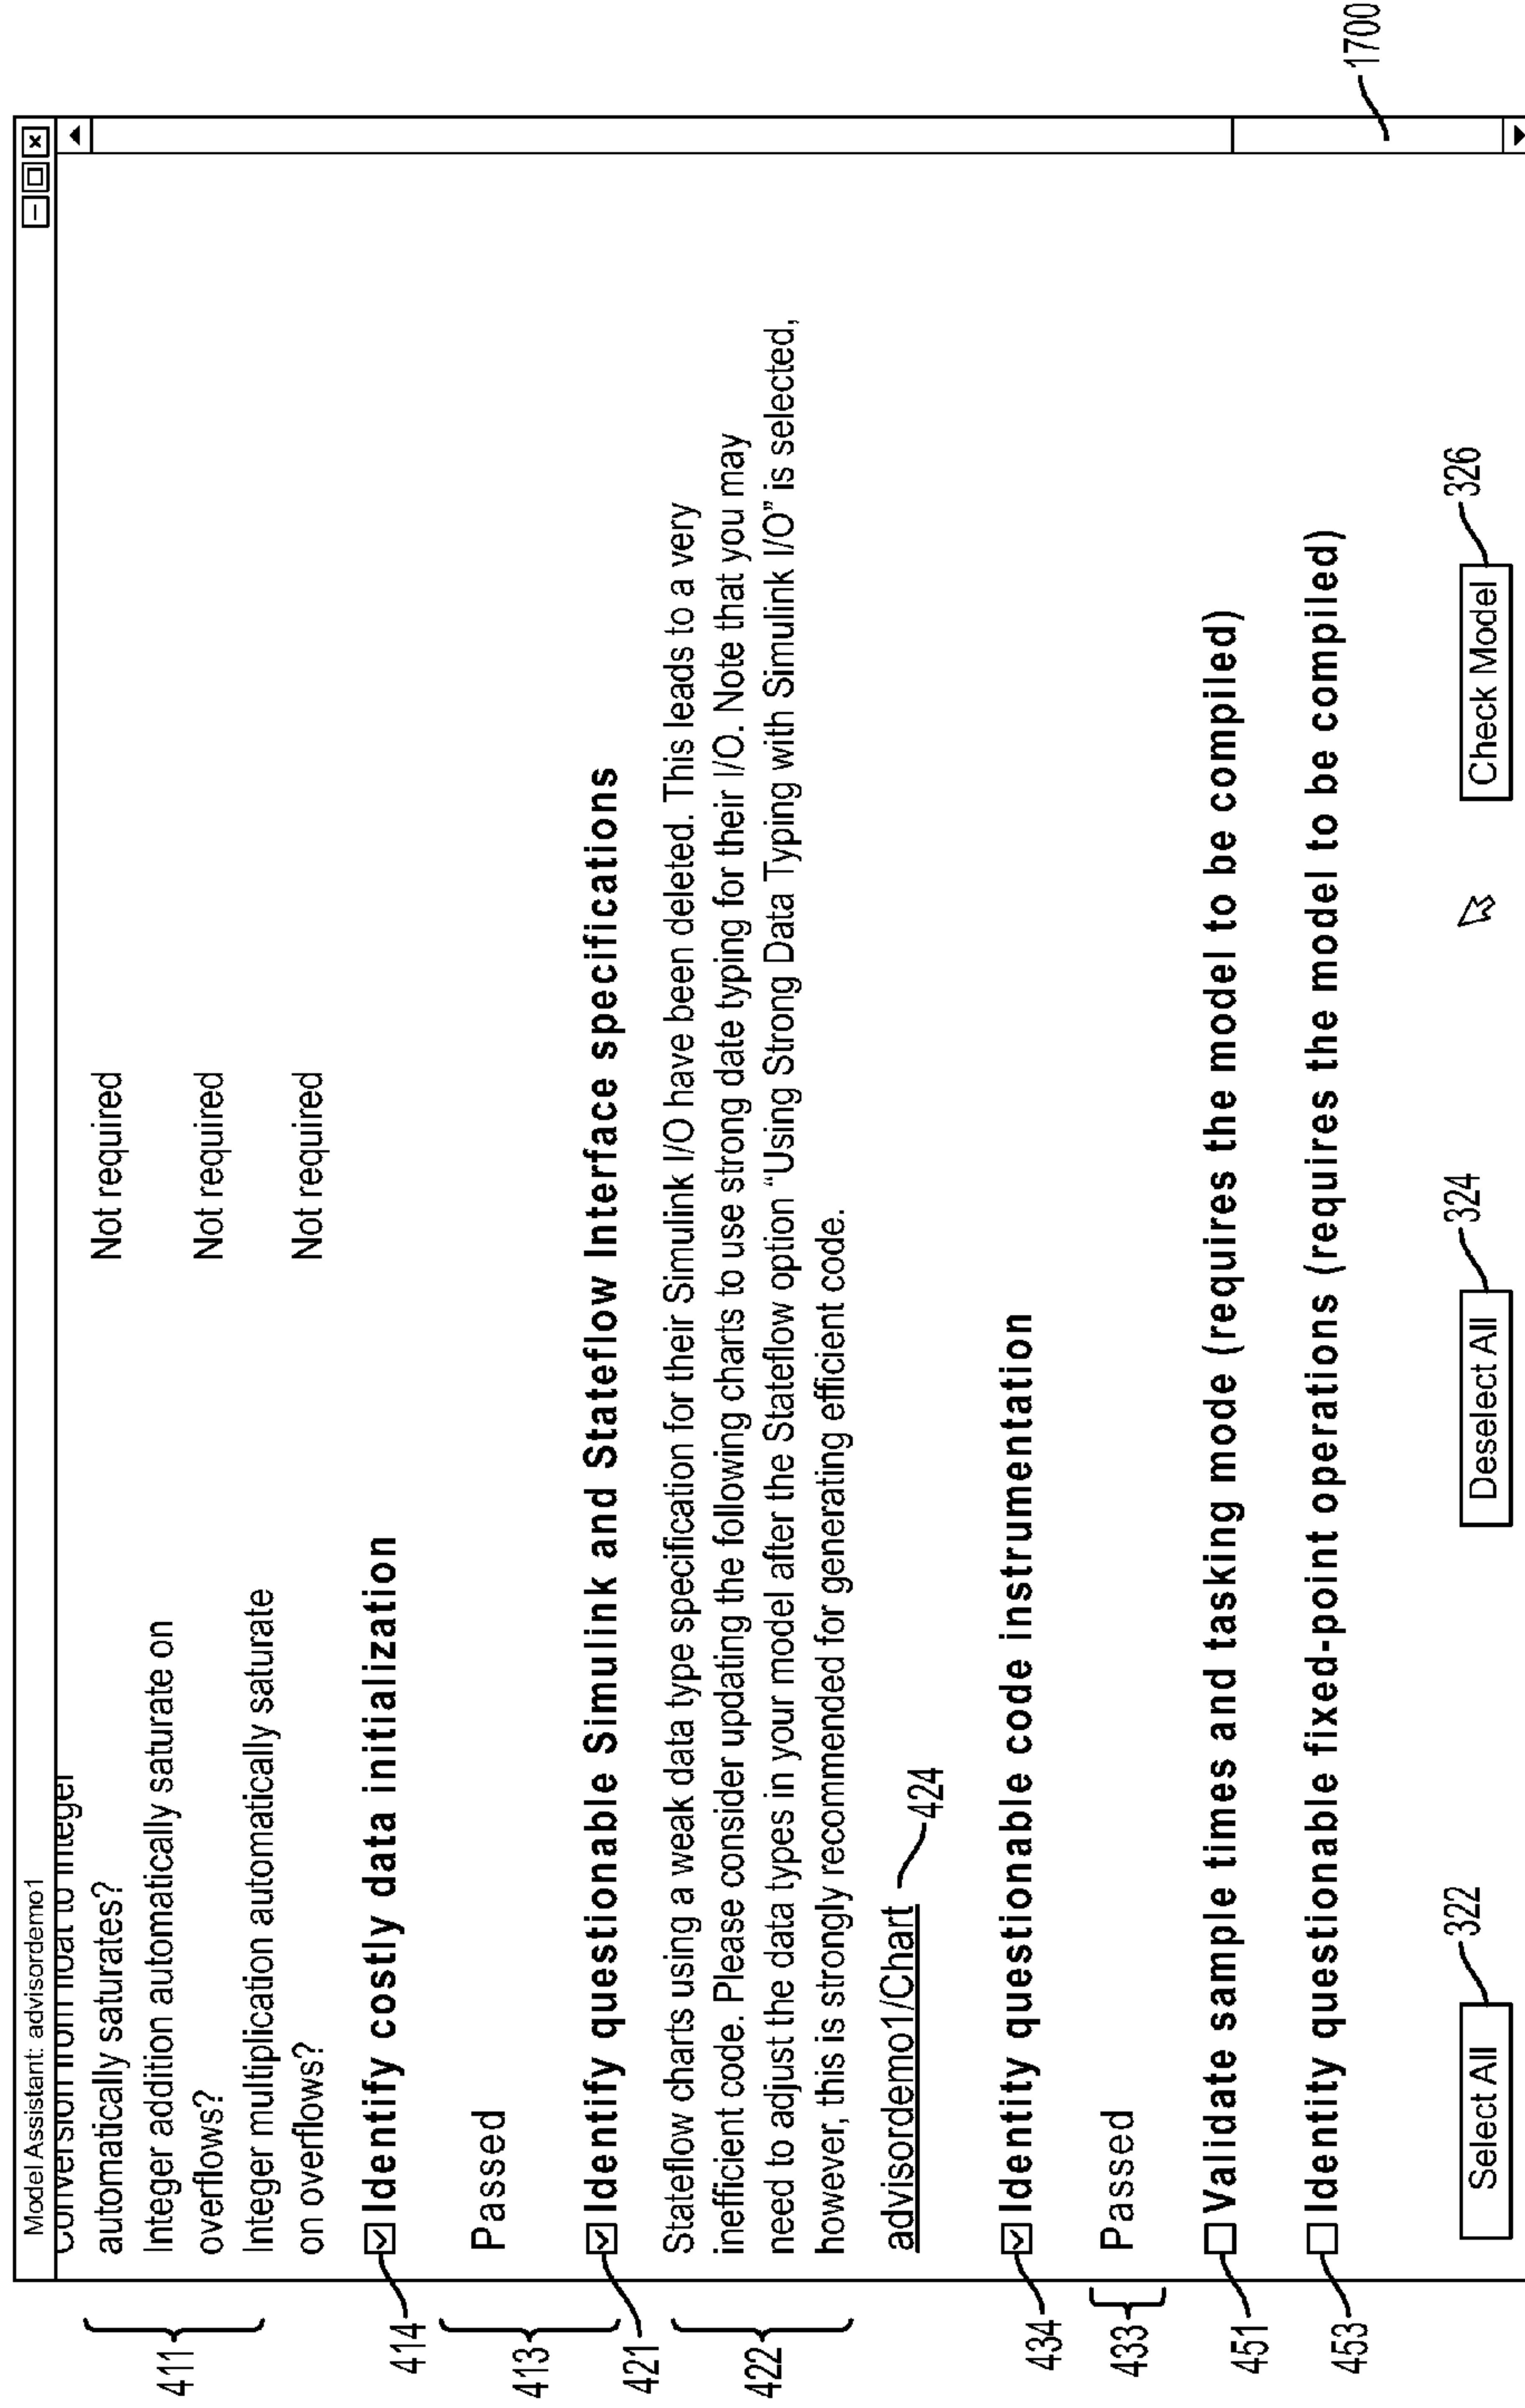 Model Assistant: advisordemo1
Conversion from float to integer
automatically saturates? Not required
Integer addition automatically saturate on
overflows? Not required
Integer multiplication automatically saturate
on overflows? Not required
411
414
Identify costly data initialization
413
Passed
421
Identify questionable Simulink and Stateflow Interface specifications
422
Stateflow charts using a weak data type specification for their Simulink I/O have been deleted. This leads to a very
inefficient code. Please consider updating the following charts to use strong date typing for their I/O. Note that you may
need to adjust the data types in your model after the Stateflow option "Using Strong Data Typing with Simulink I/O" is selected,
however, this is strongly recommended for generating efficient code.
advisordemo1/Chart 424
434
Identity questionable code instrumentation
433
Passed
451
Validate sample times and tasking mode (requires the model to be compiled)
453
Identity questionable fixed-point operations (requires the model to be compiled)
1700
322 324 326
Select All Deselect All Check Model